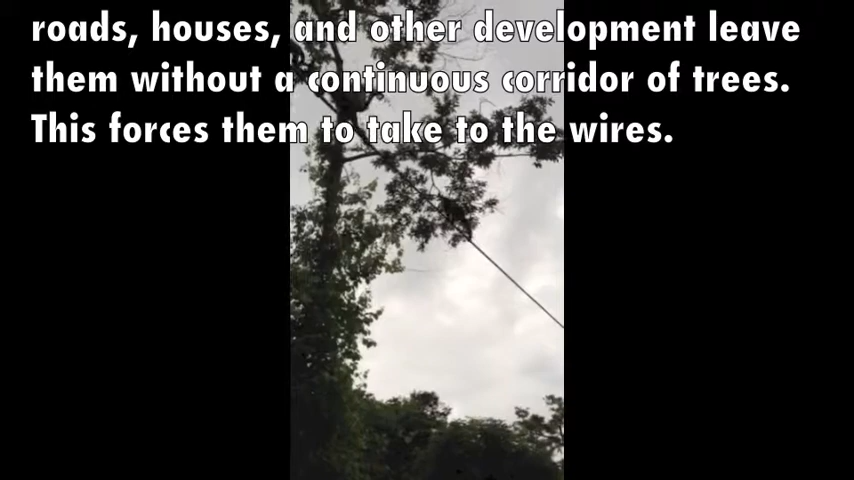 roads, houses, and other development leave
them without a continuous corridor of trees.
This forces them to take to the wires.